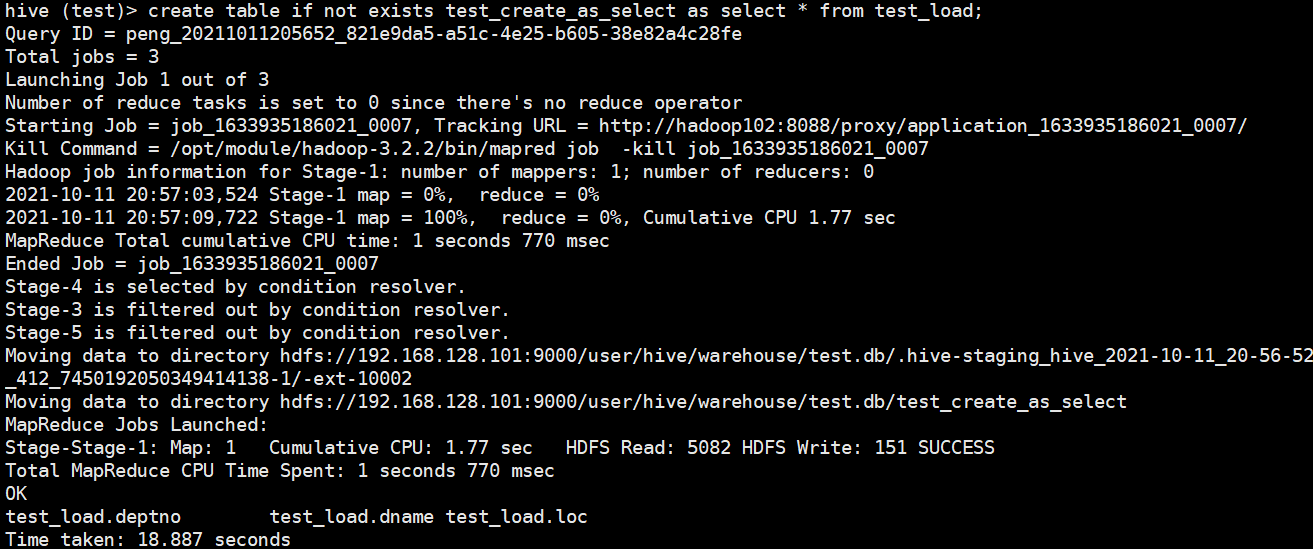 hive (test)> create table if not exists test_create_as_select as select * from test_load;
Query ID = peng_20211011205652_821e9da5-a51c-4e25-b605-38e82a4c28fe
Total jobs = 3
Launching Job 1 out of 3
Number of reduce tasks is set to 0 since there's no reduce operator
Starting Job = job_1633935186021_0007, Tracking URL = http://hadoop102:8088/proxy/application_1633935186021_0007/
Kill Command = /opt/module/hadoop-3.2.2/bin/mapred job  -kill job_1633935186021_0007
Hadoop job information for Stage-1: number of mappers: 1; number of reducers: 0
2021-10-11 20:57:03,524 Stage-1 map = 0%,  reduce = 0%
2021-10-11 20:57:09,722 Stage-1 map = 100%,  reduce = 0%, Cumulative CPU 1.77 sec
MapReduce Total cumulative CPU time: 1 seconds 770 msec
Ended Job = job_1633935186021_0007
Stage-4 is selected by condition resolver.
Stage-3 is filtered out by condition resolver.
Stage-5 is filtered out by condition resolver.
Moving data to directory hdfs://192.168.128.101:9000/user/hive/warehouse/test.db/.hive-staging_hive_2021-10-11_20-56-52
_412_7450192050349414138-1/-ext-10002
Moving data to directory hdfs://192.168.128.101:9000/user/hive/warehouse/test.db/test_create_as_select
MapReduce Jobs Launched:
Stage-Stage-1: Map: 1   Cumulative CPU: 1.77 sec   HDFS Read: 5082 HDFS Write: 151 SUCCESS
Total MapReduce CPU Time Spent: 1 seconds 770 msec
OK
test_load.deptno        test_load.dname test_load.loc
Time taken: 18.887 seconds